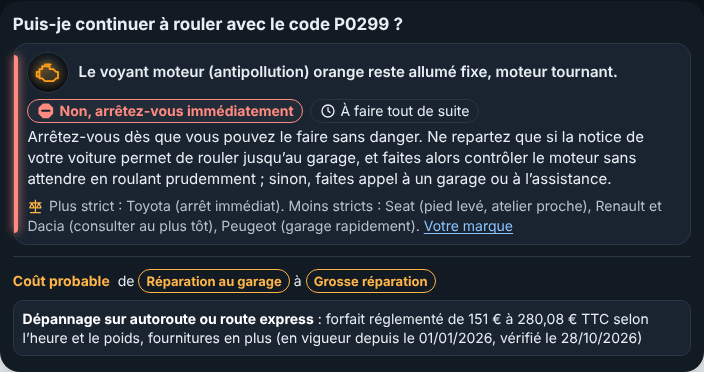 Puis-je continuer à rouler avec le code P0299 ?
Le voyant moteur (antipollution) orange reste allumé fixe, moteur tournant.
Non, arrêtez-vous immédiatement À faire tout de suite
Arrêtez-vous dès que vous pouvez le faire sans danger. Ne repartez que si la notice de
votre voiture permet de rouler jusqu’au garage, et faites alors contrôler le moteur sans
attendre en roulant prudemment ; sinon, faites appel à un garage ou à l’assistance.
Plus strict : Toyota (arrêt immédiat). Moins stricts : Seat (pied levé, atelier proche), Renault et
Dacia (consulter au plus tôt), Peugeot (garage rapidement). Votre marque
Coût probable de Réparation au garage à Grosse réparation
Dépannage sur autoroute ou route express : forfait réglementé de 151 € à 280,08 € TTC selon
l’heure et le poids, fournitures en plus (en vigueur depuis le 01/01/2026, vérifié le 28/10/2026)